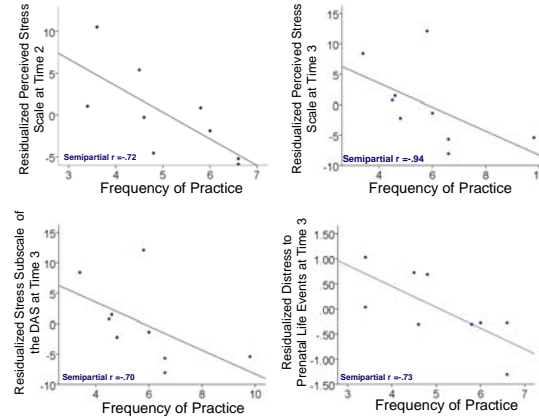 Residualized Perceived Stress
Scale at Time 2
10
5
0
-5
Semipartial r =-.72
3
4
5
6
7
Frequency of Practice
Residualized Perceived Stress
Scale at Time 3
15
10
5
0
-5
-10
Semipartial r =-.94
4
6
8
Frequency of Practice
Residualized Stress Subscale of
the DAS at Time 3
15
10
5
0
-5
-10
Semipartial r =-.70
4
6
8
10
Frequency of Practice
Residualized Distress to
Prenatal Life Events at Time 3
1.50
1.00
.50
0.00
-.50
-1.00
-1.50
Semipartial r =-.73
3
4
5
6
7
Frequency of Practice